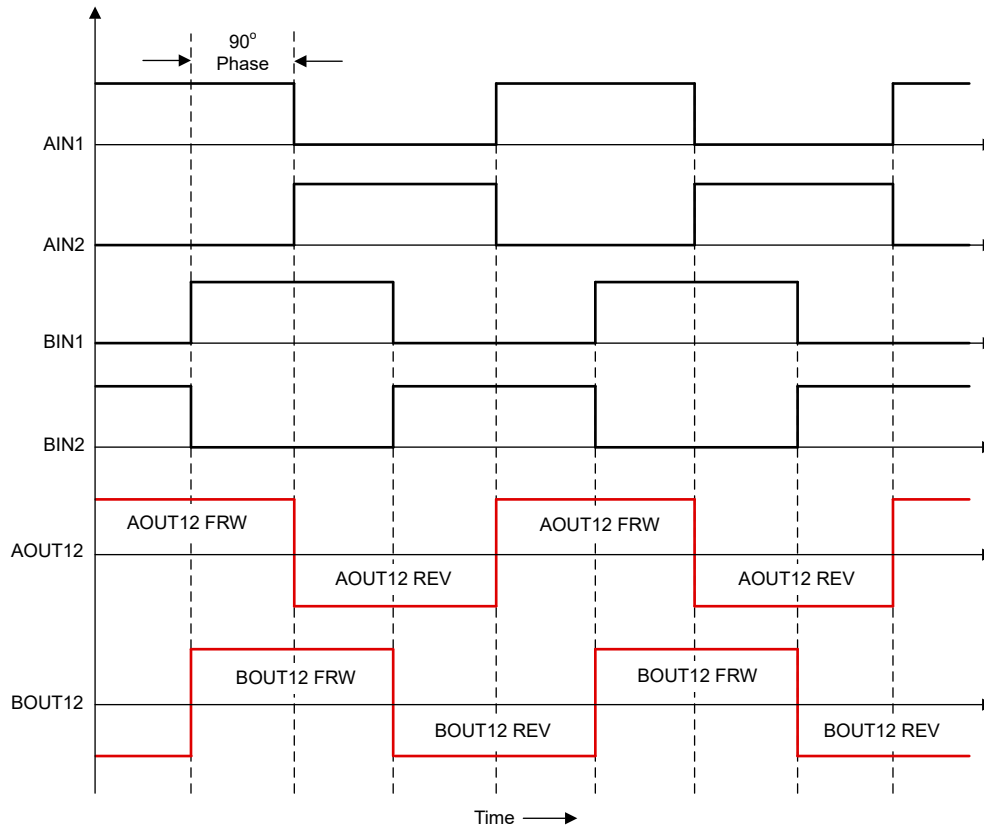 90°
Phase
AIN1
AIN2
BIN1
BIN2
AOUT12 FRW
AOUT12 FRW
AOUT12
AOUT12 REV
AOUT12 REV
BOUT12 FRW
BOUT12 FRW
BOUT12
BOUT12 REV
BOUT12 REV
Time